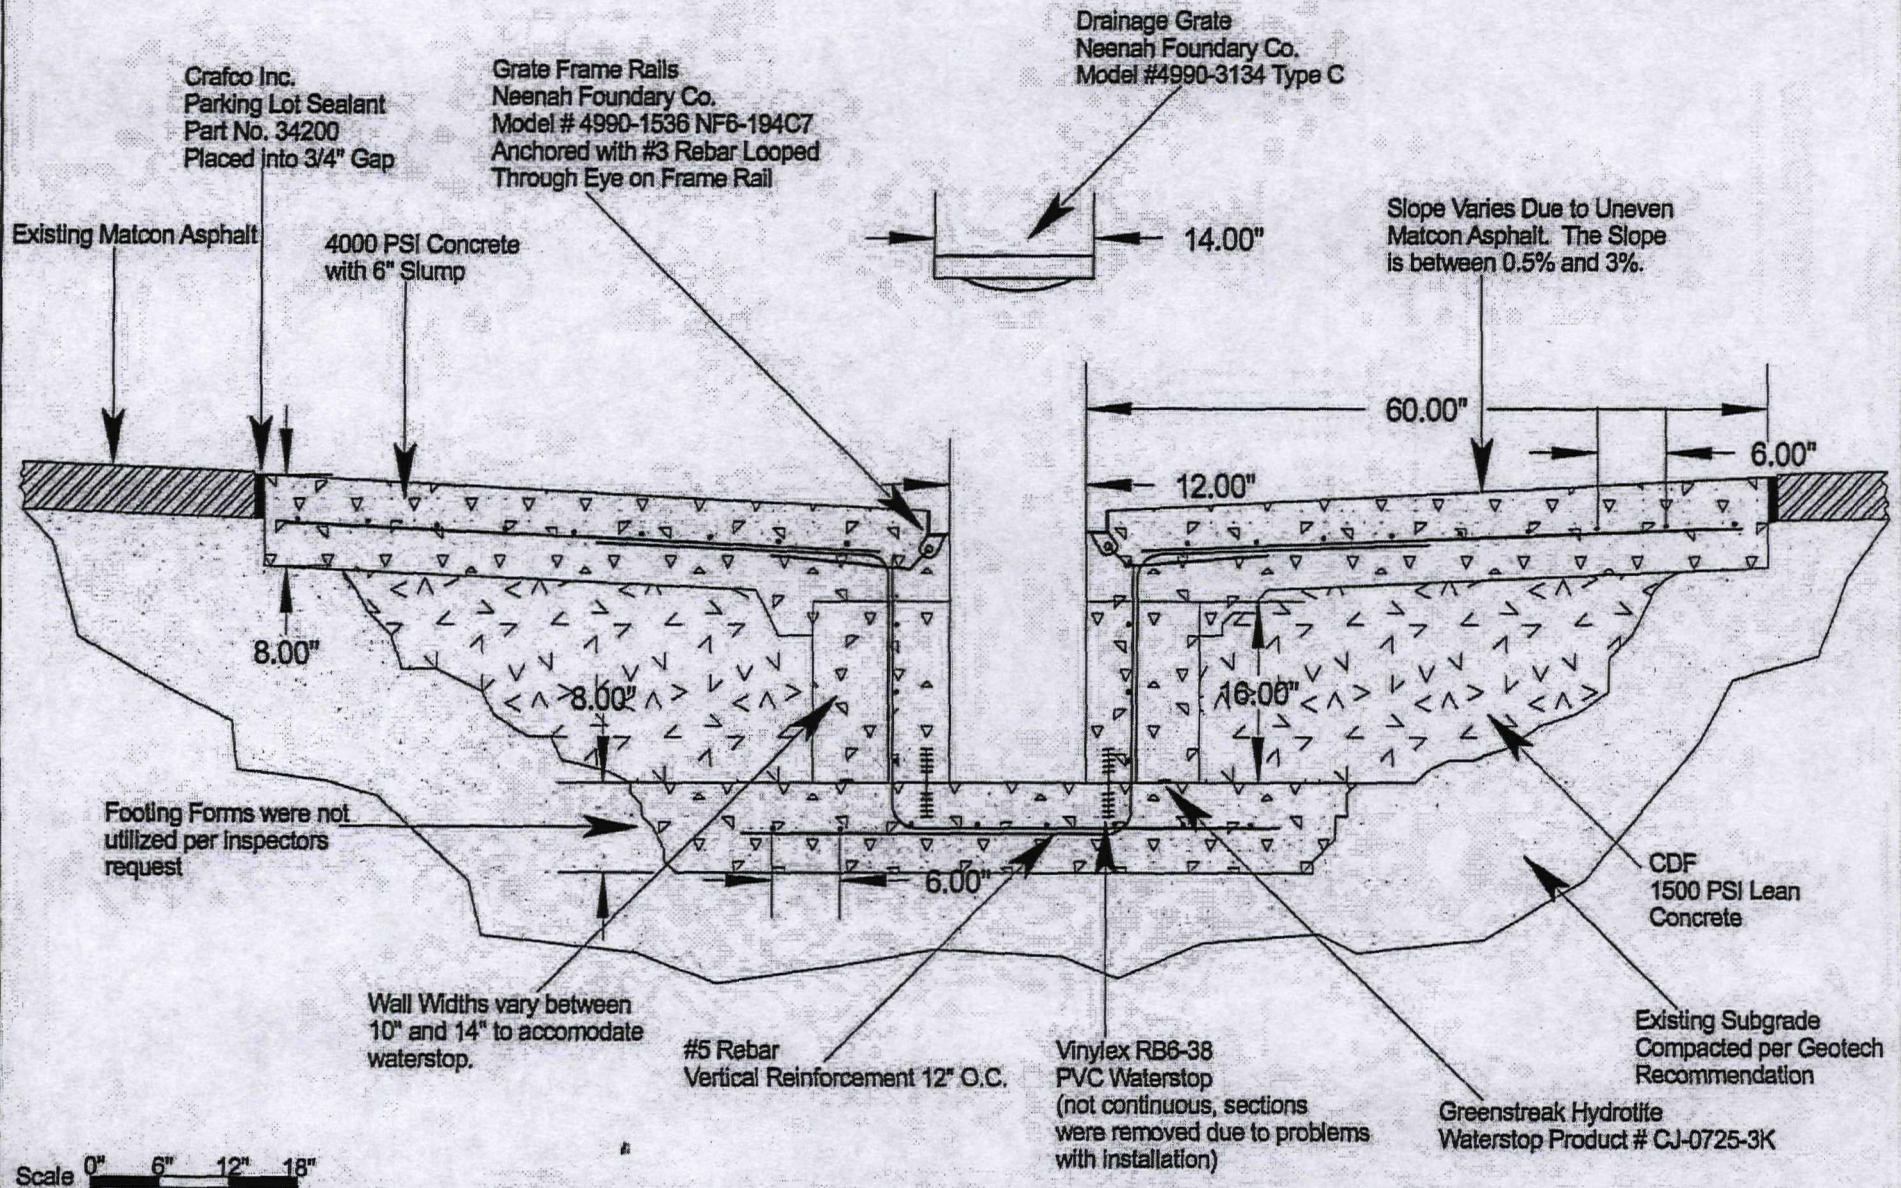 Drainage Grate
Neenah Foundary Co.
Model #4990-3134 Type C
Crafco Inc.
Parking Lot Sealant
Part No. 34200
Placed into 3/4" Gap
Grate Frame Rails
Neenah Foundary Co.
Model # 4990-1536 NF6-194C7
Anchored with #3 Rebar Looped
Through Eye on Frame Rail
Existing Matcon Asphalt
4000 PSI Concrete
with 6" Slump
14.00"
Slope Varies Due to Uneven
Matcon Asphalt. The Slope
is between 0.5% and 3%.
60.00"
6.00"
12.00"
8.00"
8.00"
16.00"
Footing Forms were not
utilized per inspectors
request
6.00"
CDF
1500 PSI Lean
Concrete
Wall Widths vary between
10" and 14" to accomodate
waterstop.
#5 Rebar
Vertical Reinforcement 12" O.C.
Vinylex RB6-38
PVC Waterstop
(not continuous, sections
were removed due to problems
with installation)
Existing Subgrade
Compacted per Geotech
Recommendation
Greenstreak Hydrotite
Waterstop Product # CJ-0725-3K
Scale 0" 6" 12" 18"